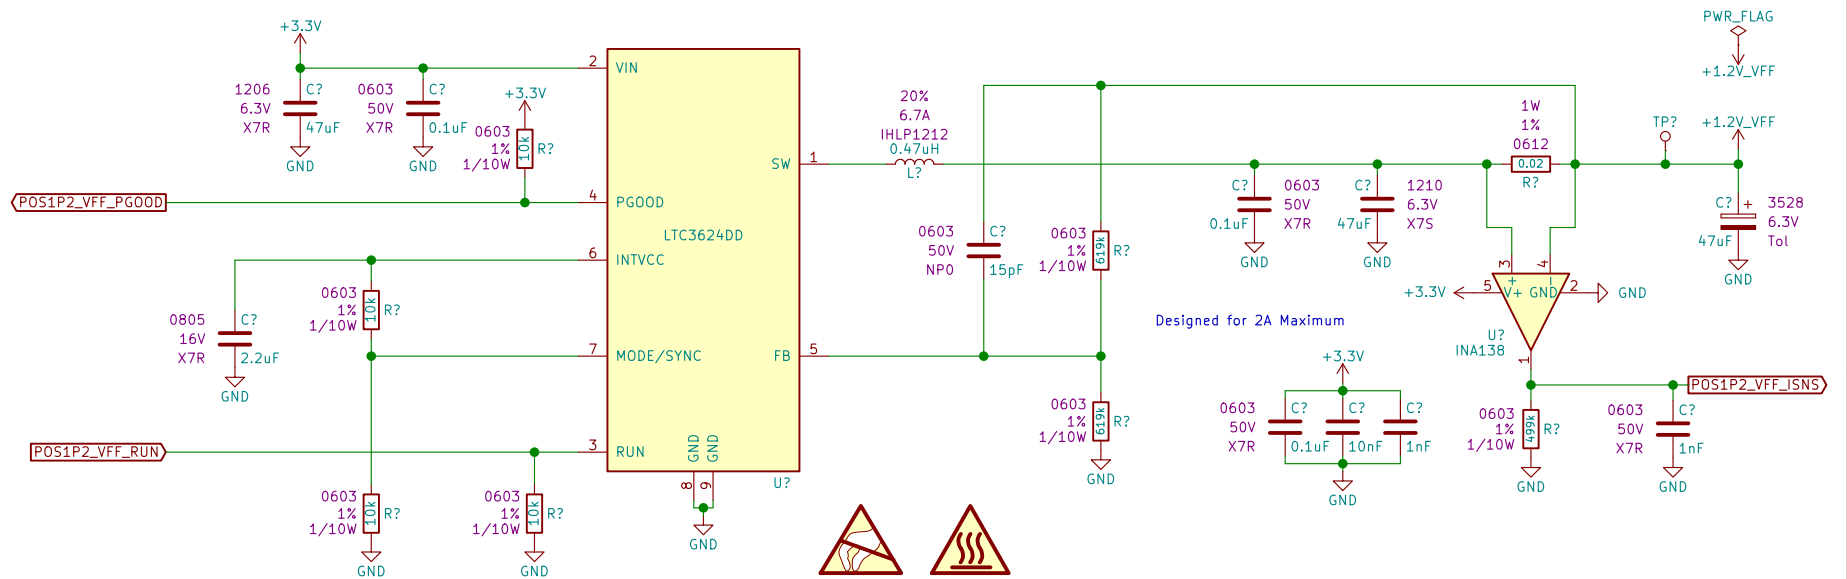 +3.3V
1206
6.3V
X7R
C?
47uF
GND
0603
50V
X7R
C?
0.1uF
GND
+3.3V
0603
1%
1/10W
10k
R?
POS1P2_VFF_PGOOD
0805
16V
X7R
C?
2.2uF
GND
0603
1%
1/10W
10k
R?
POS1P2_VFF_RUN
0603
1%
1/10W
10k
R?
GND
0603
1%
1/10W
10k
R?
GND
2
VIN
4
PGOOD
LTC3624DD
6
INTVCC
7
MODE/SYNC
3
RUN
SW
1
FB
5
GND
GND
8
9
U?
GND
20%
6.7A
IHLP1212
0.47uH
L?
0603
50V
NP0
C?
15pF
0603
1%
1/10W
619k
R?
0603
1%
1/10W
619k
R?
GND
C?
0.1uF
0603
50V
X7R
GND
C?
47uF
1210
6.3V
X7S
GND
1W
1%
0612
0.02
R?
TP?
PWR_FLAG
+1.2V_VFF
+1.2V_VFF
C?
+
47uF
3528
6.3V
Tol
GND
Designed for 2A Maximum
+3.3V
3
4
+
−
5
V+
GND
2
GND
U?
INA138
1
POS1P2_VFF_ISNS
+3.3V
0603
50V
X7R
C?
0.1uF
C?
10nF
C?
1nF
GND
0603
1%
1/10W
499k
R?
GND
0603
50V
X7R
C?
1nF
GND